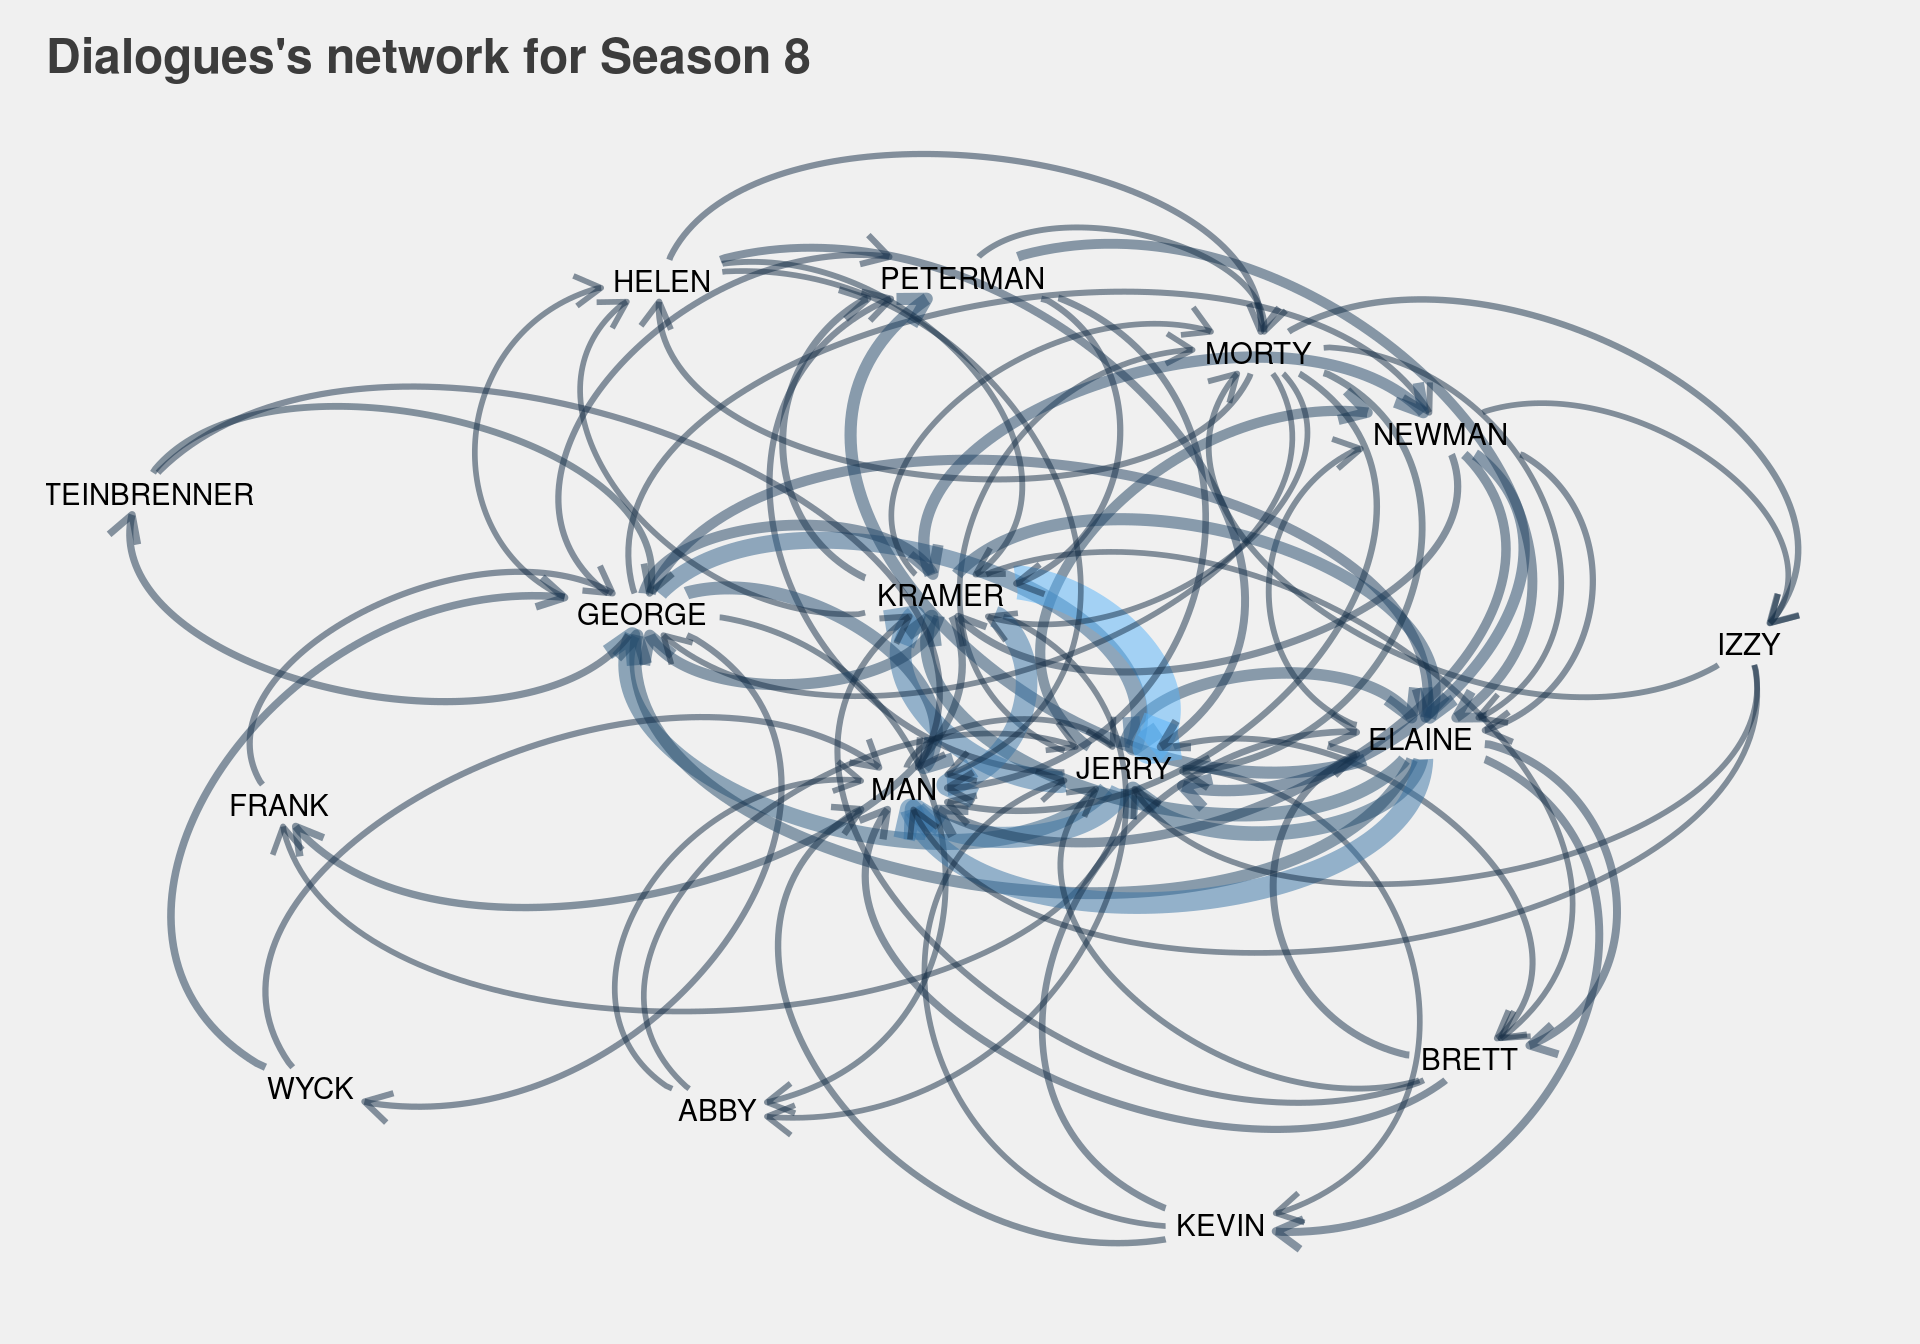 Dialogues's network for Season 8
HELEN
PETERMAN
MORTY
NEWMAN
TEINBRENNER
KRAMER
GEORGE
IZZY
ELAINE
JERRY
MAN
FRANK
BRETT
WYCK
ABBY
KEVIN